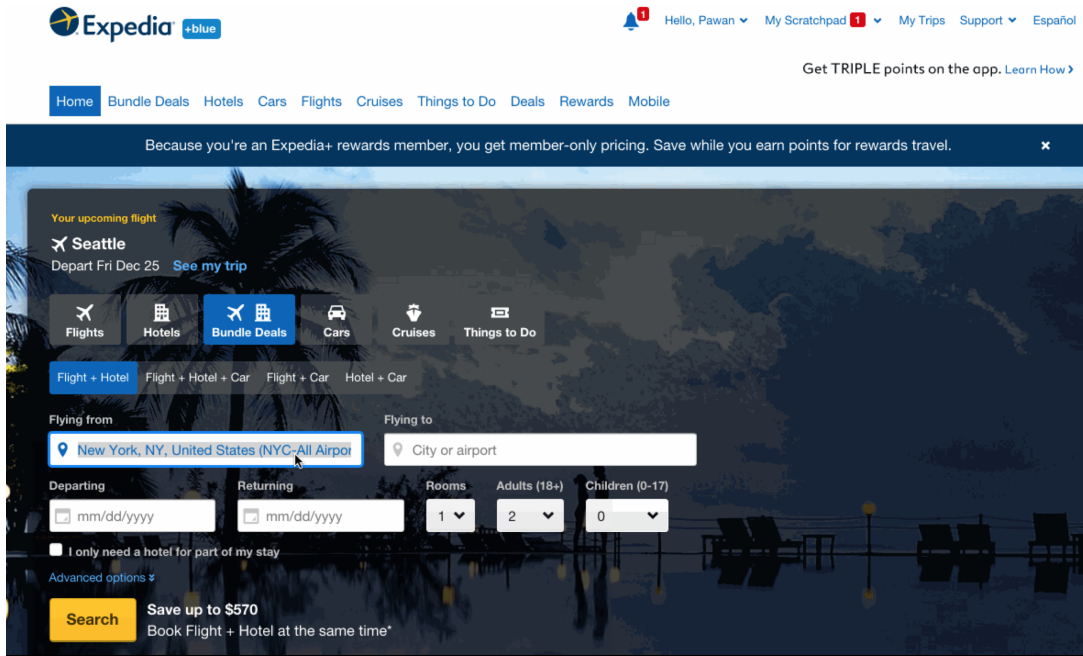 Expedia +blue
1
Hello, Pawan My Scratchpad 1 My Trips Support Español
Get TRIPLE points on the app. Learn How
Home Bundle Deals Hotels Cars Flights Cruises Things to Do Deals Rewards Mobile
Because you're an Expedia+ rewards member, you get member-only pricing. Save while you earn points for rewards travel. ×
Your upcoming flight
Seattle
Depart Fri Dec 25 See my trip
Flights Hotels Bundle Deals Cars Cruises Things to Do
Flight + Hotel Flight + Hotel + Car Flight + Car Hotel + Car
Flying from Flying to
New York, NY, United States (NYC-All Airpor City or airport
Departing Returning Rooms Adults (18+) Children (0-17)
mm/dd/yyyy mm/dd/yyyy 1 2 0
I only need a hotel for part of my stay
Advanced options
Search Save up to $570
Book Flight + Hotel at the same time*